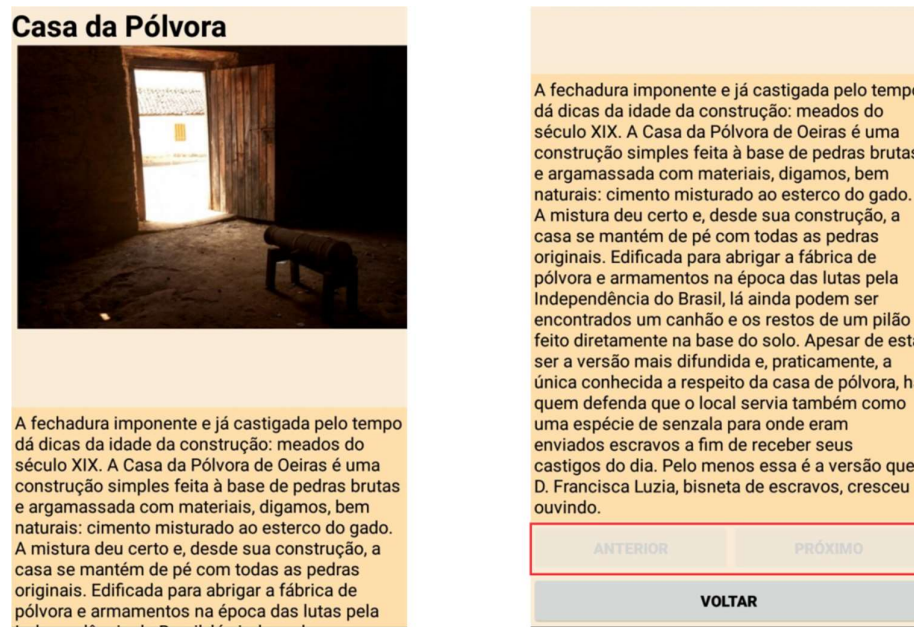 Casa da Pólvora
A fechadura imponente e já castigada pelo tempo
dá dicas da idade da construção: meados do
século XIX. A Casa da Pólvora de Oeiras é uma
construção simples feita à base de pedras brutas
e argamassada com materiais, digamos, bem
naturais: cimento misturado ao esterco do gado.
A mistura deu certo e, desde sua construção, a
casa se mantém de pé com todas as pedras
originais. Edificada para abrigar a fábrica de
pólvora e armamentos na época das lutas pela
A fechadura imponente e já castigada pelo tempo
dá dicas da idade da construção: meados do
século XIX. A Casa da Pólvora de Oeiras é uma
construção simples feita à base de pedras brutas
e argamassada com materiais, digamos, bem
naturais: cimento misturado ao esterco do gado.
A mistura deu certo e, desde sua construção, a
casa se mantém de pé com todas as pedras
originais. Edificada para abrigar a fábrica de
pólvora e armamentos na época das lutas pela
Independência do Brasil, lá ainda podem ser
encontrados um canhão e os restos de um pilão
feito diretamente na base do solo. Apesar de esta
ser a versão mais difundida e, praticamente, a
única conhecida a respeito da casa de pólvora, h
quem defenda que o local servia também como
uma espécie de senzala para onde eram
enviados escravos a fim de receber seus
castigos do dia. Pelo menos essa é a versão que
D. Francisca Luzia, bisneta de escravos, cresceu
ouvindo.
ANTERIOR PRÓXIMO
VOLTAR